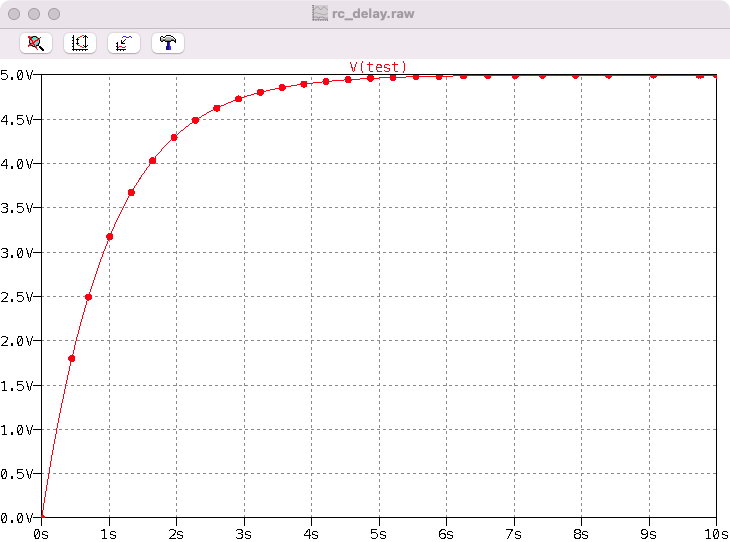 rc_delay.raw
V(test)
5.0V
4.5V
4.0V
3.5V
3.0V
2.5V
2.0V
1.5V
1.0V
0.5V
0.0V
0s 1s 2s 3s 4s 5s 6s 7s 8s 9s 10s